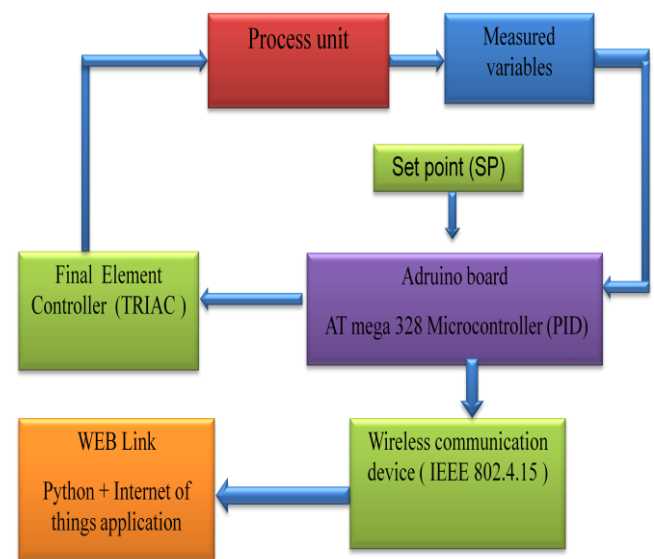 Process unit
Measured
variables
Set point (SP)
Final Element
Controller (TRIAC )
Adruino board
AT mega 328 Microcontroller (PID)
WEB Link
Python + Internet of
things application
Wireless communication
device ( IEEE 802.4.15 )